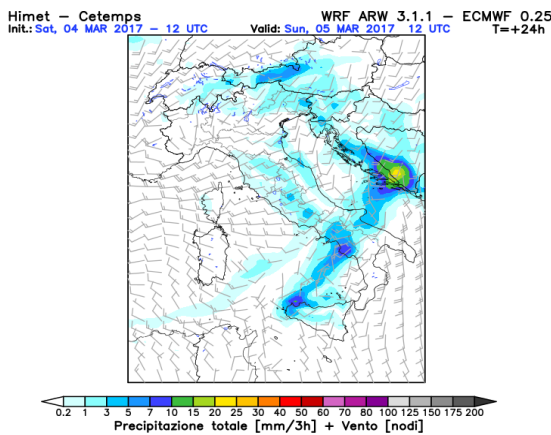 Himet – Cetemps WRF ARW 3.1.1 – ECMWF 0.25
Init.: Sat, 04 MAR 2017 – 12 UTC Valid: Sun, 05 MAR 2017 12 UTC T=+24h
0.2 1 3 5 7 10 15 20 25 30 40 50 60 70 80 90 100 125 150 175 200
Precipitazione totale [mm/3h] + Vento [nodi]